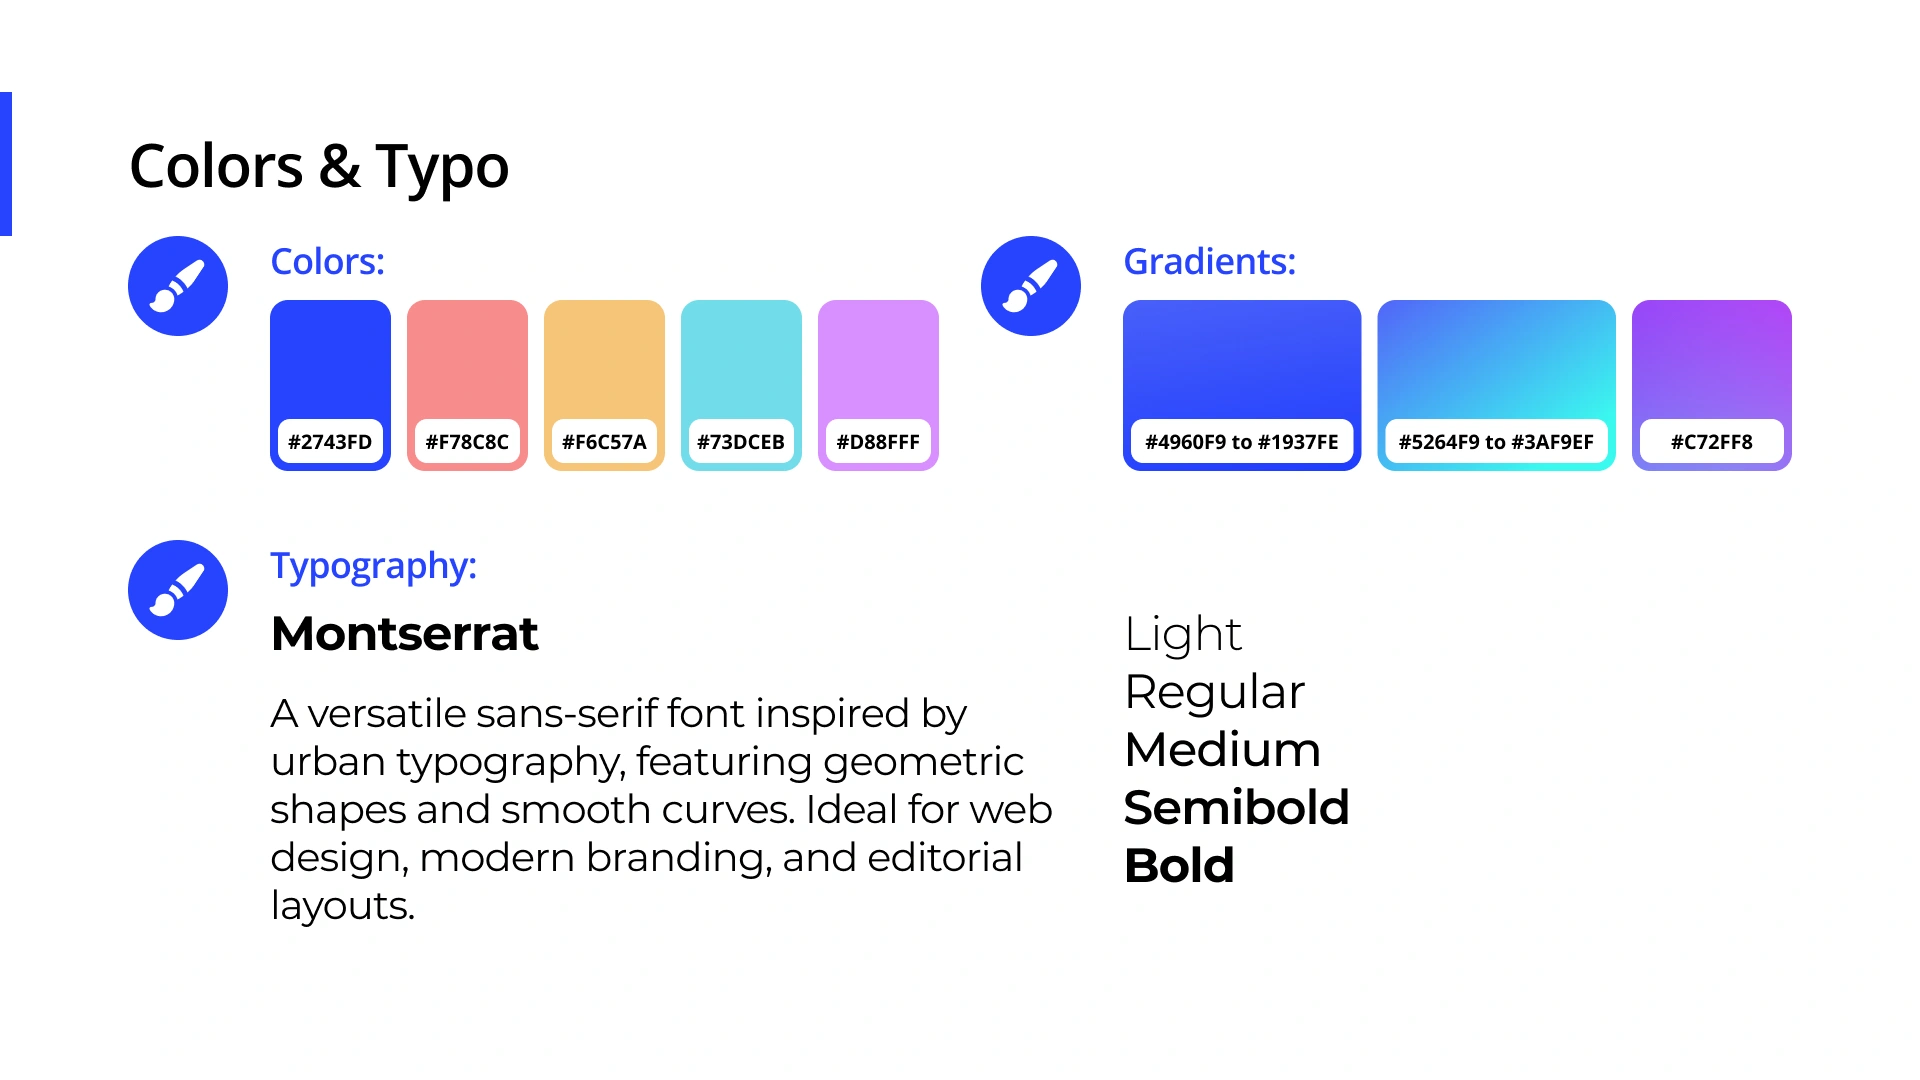 Colors & Typo
Colors:
#2743FD
#F78C8C
#F6C57A
#73DCEB
#D88FFF
Gradients:
#4960F9 to #1937FE
#5264F9 to #3AF9EF
#C72FF8
Typography:
Montserrat
A versatile sans-serif font inspired by
urban typography, featuring geometric
shapes and smooth curves. Ideal for web
design, modern branding, and editorial
layouts.
Light
Regular
Medium
Semibold
Bold